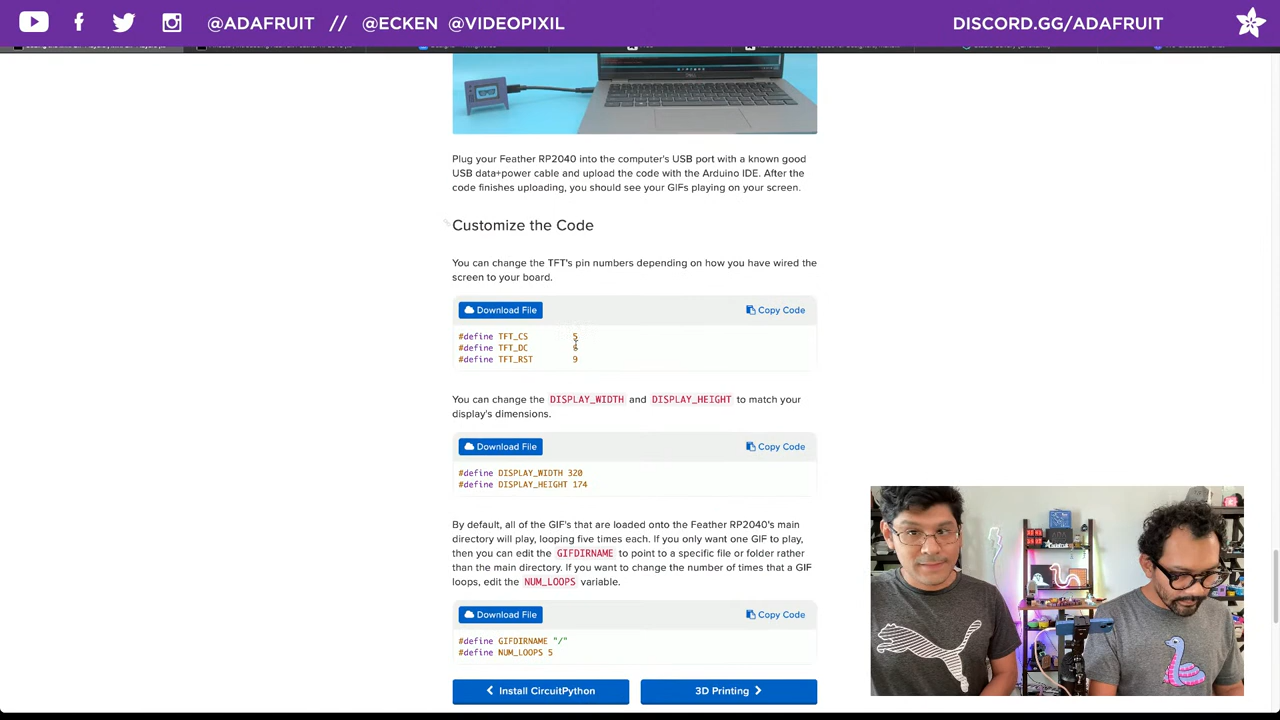 @ADAFRUIT // @ECKEN @VIDEOPIXIL
DISCORD.GG/ADAFRUIT
Plug your Feather RP2040 into the computer's USB port with a known good
USB data+power cable and upload the code with the Arduino IDE. After the
code finishes uploading, you should see your GIFs playing on your screen.
Customize the Code
You can change the TFT's pin numbers depending on how you have wired the
screen to your board.
Download File
Copy Code
#define TFT_CS 5
#define TFT_DC
#define TFT_RST 9
You can change the DISPLAY_WIDTH and DISPLAY_HEIGHT to match your
display's dimensions.
Download File
Copy Code
#define DISPLAY_WIDTH 320
#define DISPLAY_HEIGHT 174
By default, all of the GIF's that are loaded onto the Feather RP2040's main
directory will play, looping five times each. If you only want one GIF to play,
then you can edit the GIFDIRNAME to point to a specific file or folder rather
than the main directory. If you want to change the number of times that a GIF
loops, edit the NUM_LOOPS variable.
Download File
Copy Code
#define GIFDIRNAME "/"
#define NUM_LOOPS 5
Install CircuitPython
3D Printing